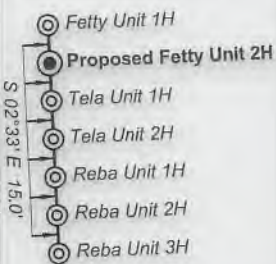 Fetty Unit 1H
Proposed Fetty Unit 2H
Tela Unit 1H
Tela Unit 2H
Reba Unit 1H
Reba Unit 2H
Reba Unit 3H
S 02°33' E 15.0'